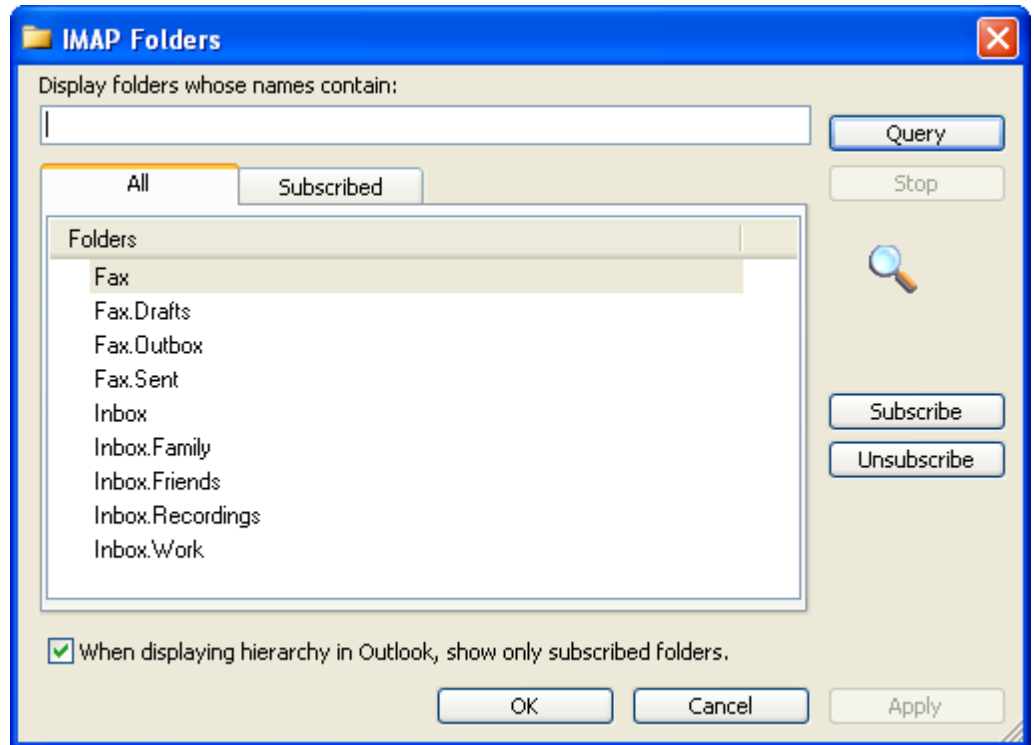 IMAP Folders
Display folders whose names contain:
Query
All
Subscribed
Stop
Folders
Fax
Fax.Drafts
Fax.Outbox
Fax.Sent
Inbox
Inbox.Family
Inbox.Friends
Inbox.Recordings
Inbox.Work
Subscribe
Unsubscribe
When displaying hierarchy in Outlook, show only subscribed folders.
OK
Cancel
Apply